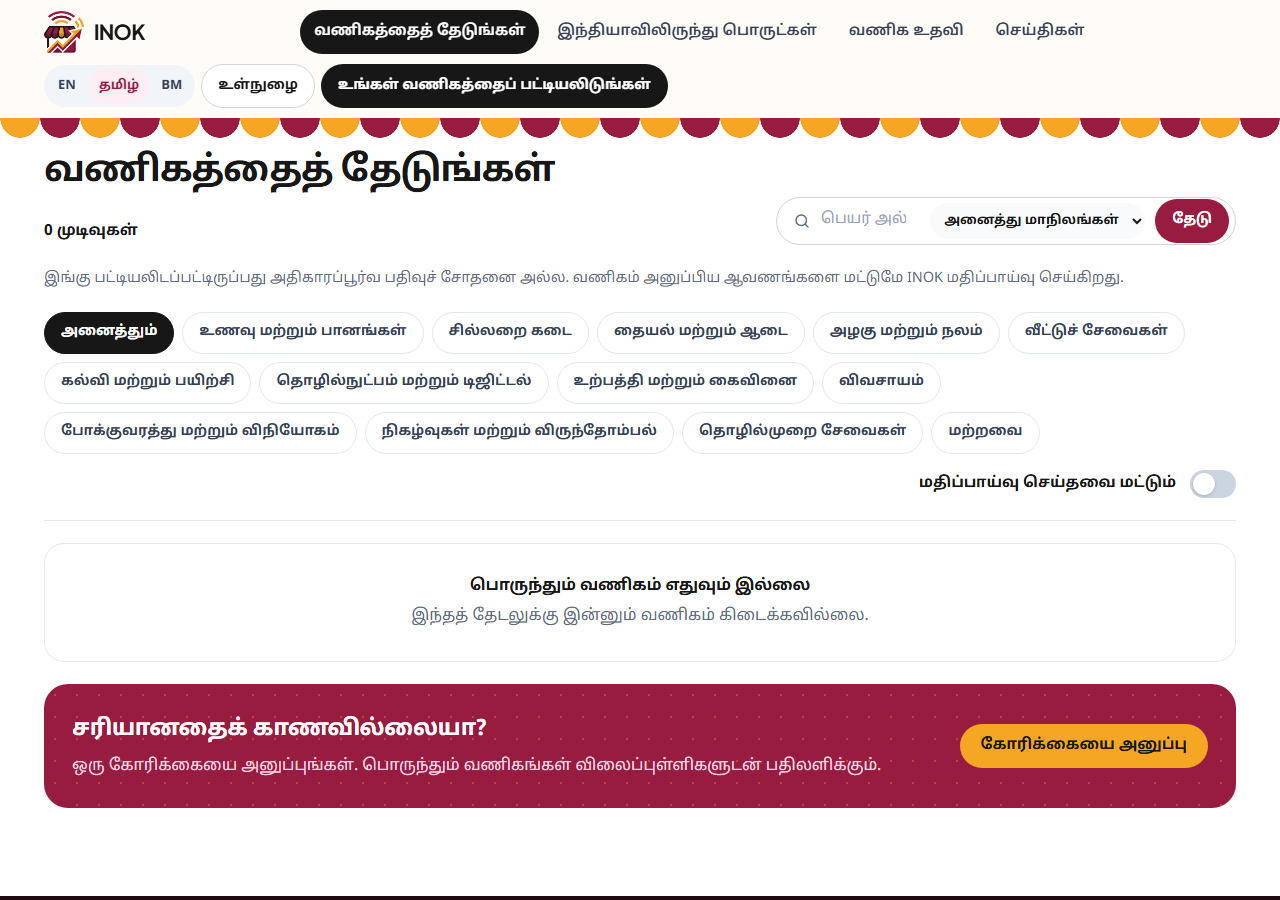 INOK வணிகத்தைத் தேடுங்கள் இந்தியாவிலிருந்து பொருட்கள் வணிக உதவி செய்திகள்
EN தமிழ் BM உள்நுழை உங்கள் வணிகத்தைப் பட்டியலிடுங்கள்
வணிகத்தைத் தேடுங்கள்
0 முடிவுகள்
பெயர் அல் அனைத்து மாநிலங்கள் தேடு
இங்கு பட்டியலிடப்பட்டிருப்பது அதிகாரப்பூர்வ பதிவுச் சோதனை அல்ல. வணிகம் அனுப்பிய ஆவணங்களை மட்டுமே INOK மதிப்பாய்வு செய்கிறது.
அனைத்தும் உணவு மற்றும் பானங்கள் சில்லறை கடை தையல் மற்றும் ஆடை அழகு மற்றும் நலம் வீட்டுச் சேவைகள்
கல்வி மற்றும் பயிற்சி தொழில்நுட்பம் மற்றும் டிஜிட்டல் உற்பத்தி மற்றும் கைவினை விவசாயம்
போக்குவரத்து மற்றும் விநியோகம் நிகழ்வுகள் மற்றும் விருந்தோம்பல் தொழில்முறை சேவைகள் மற்றவை
மதிப்பாய்வு செய்தவை மட்டும்
பொருந்தும் வணிகம் எதுவும் இல்லை
இந்தத் தேடலுக்கு இன்னும் வணிகம் கிடைக்கவில்லை.
சரியானதைக் காணவில்லையா?
ஒரு கோரிக்கையை அனுப்புங்கள். பொருந்தும் வணிகங்கள் விலைப்புள்ளிகளுடன் பதிலளிக்கும்.
கோரிக்கையை அனுப்பு